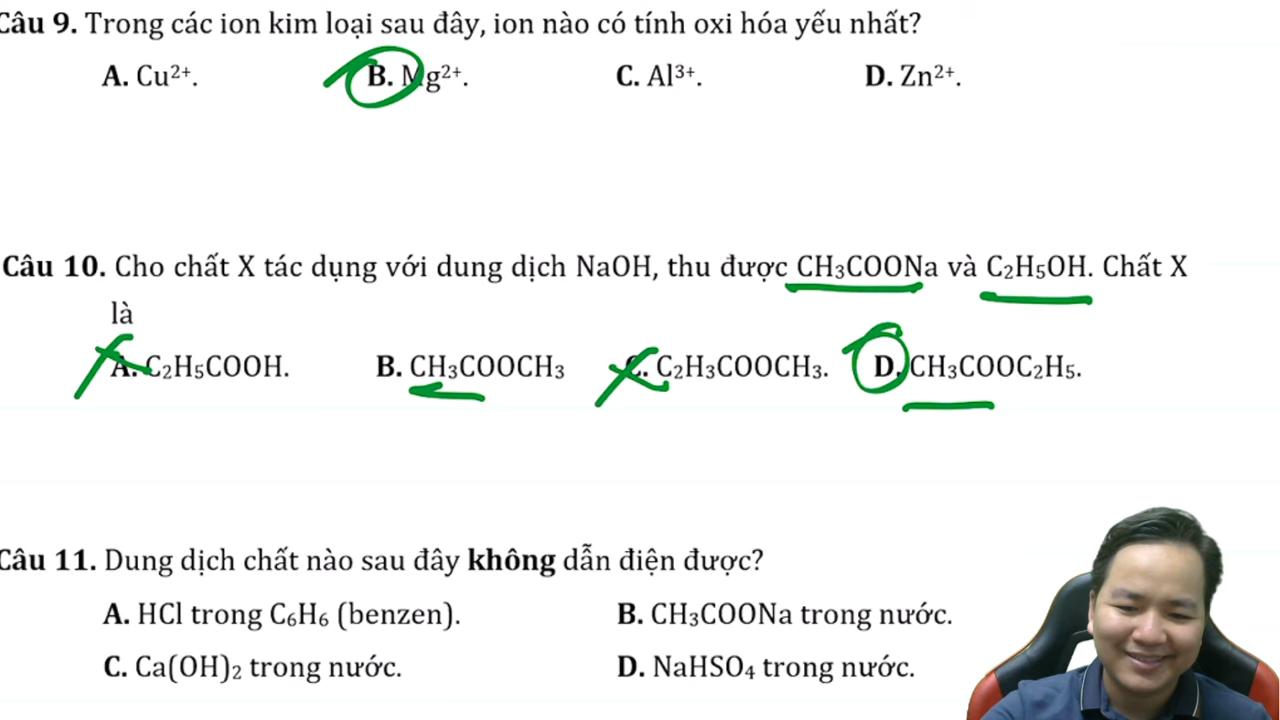 Câu 9. Trong các ion kim loại sau đây, ion nào có tính oxi hóa yếu nhất?
A. Cu²⁺. B. Mg²⁺. C. Al³⁺. D. Zn²⁺.
Câu 10. Cho chất X tác dụng với dung dịch NaOH, thu được CH₃COONa và C₂H₅OH. Chất X
là
A. C₂H₅COOH. B. CH₃COOCH₃ C. C₂H₃COOCH₃. D. CH₃COOC₂H₅.
Câu 11. Dung dịch chất nào sau đây không dẫn điện được?
A. HCl trong C₆H₆ (benzen). B. CH₃COONa trong nước.
C. Ca(OH)₂ trong nước. D. NaHSO₄ trong nước.